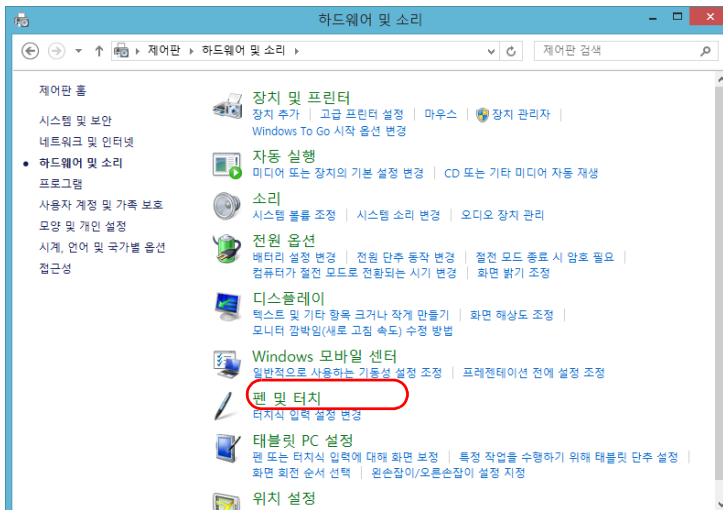 하드웨어 및 소리
제어판 하드웨어 및 소리
제어판 검색
제어판 홈
시스템 및 보안
네트워크 및 인터넷
하드웨어 및 소리
프로그램
사용자 계정 및 가족 보호
모양 및 개인 설정
시계, 언어 및 국가별 옵션
접근성
장치 및 프린터
장치 추가 | 고급 프린터 설정 | 마우스 | 장치 관리자 |
Windows To Go 시작 옵션 변경
자동 실행
미디어 또는 장치의 기본 설정 변경 | CD 또는 기타 미디어 자동 재생
소리
시스템 볼륨 조정 | 시스템 소리 변경 | 오디오 장치 관리
전원 옵션
배터리 설정 변경 | 전원 단추 동작 변경 | 절전 모드 종료 시 암호 필요 |
컴퓨터가 절전 모드로 전환되는 시기 변경 | 화면 밝기 조정
디스플레이
텍스트 및 기타 항목 크거나 작게 만들기 | 화면 해상도 조정 |
모니터 깜박임(새로 고침 속도) 수정 방법
Windows 모바일 센터
일반적으로 사용하는 기동성 설정 조정 | 프레젠테이션 전에 설정 조정
펜 및 터치
터치식 입력 설정 변경
태블릿 PC 설정
펜 또는 터치식 입력에 대해 화면 보정 | 특정 작업을 수행하기 위해 태블릿 단추 설정 |
화면 회전 순서 선택 | 왼손잡이/오른손잡이 설정 지정
위치 설정